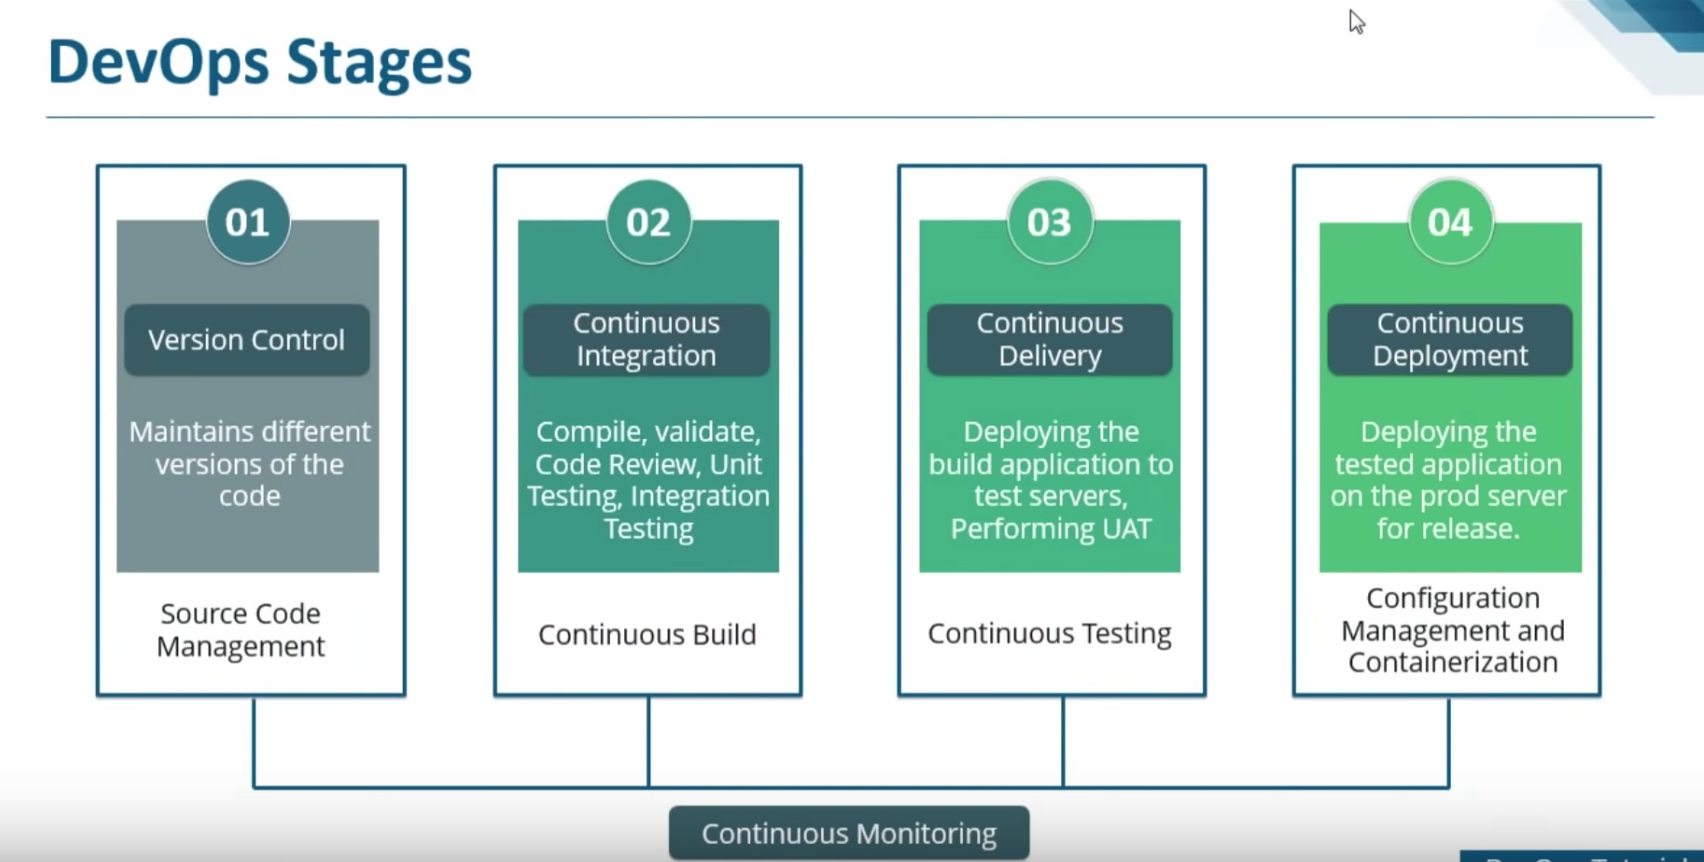 DevOps Stages
01
Version Control
Maintains different
versions of the
code
Source Code
Management
02
Continuous
Integration
Compile, validate,
Code Review, Unit
Testing, Integration
Testing
Continuous Build
03
Continuous
Delivery
Deploying the
build application to
test servers,
Performing UAT
Continuous Testing
04
Continuous
Deployment
Deploying the
tested application
on the prod server
for release.
Configuration
Management and
Containerization
Continuous Monitoring